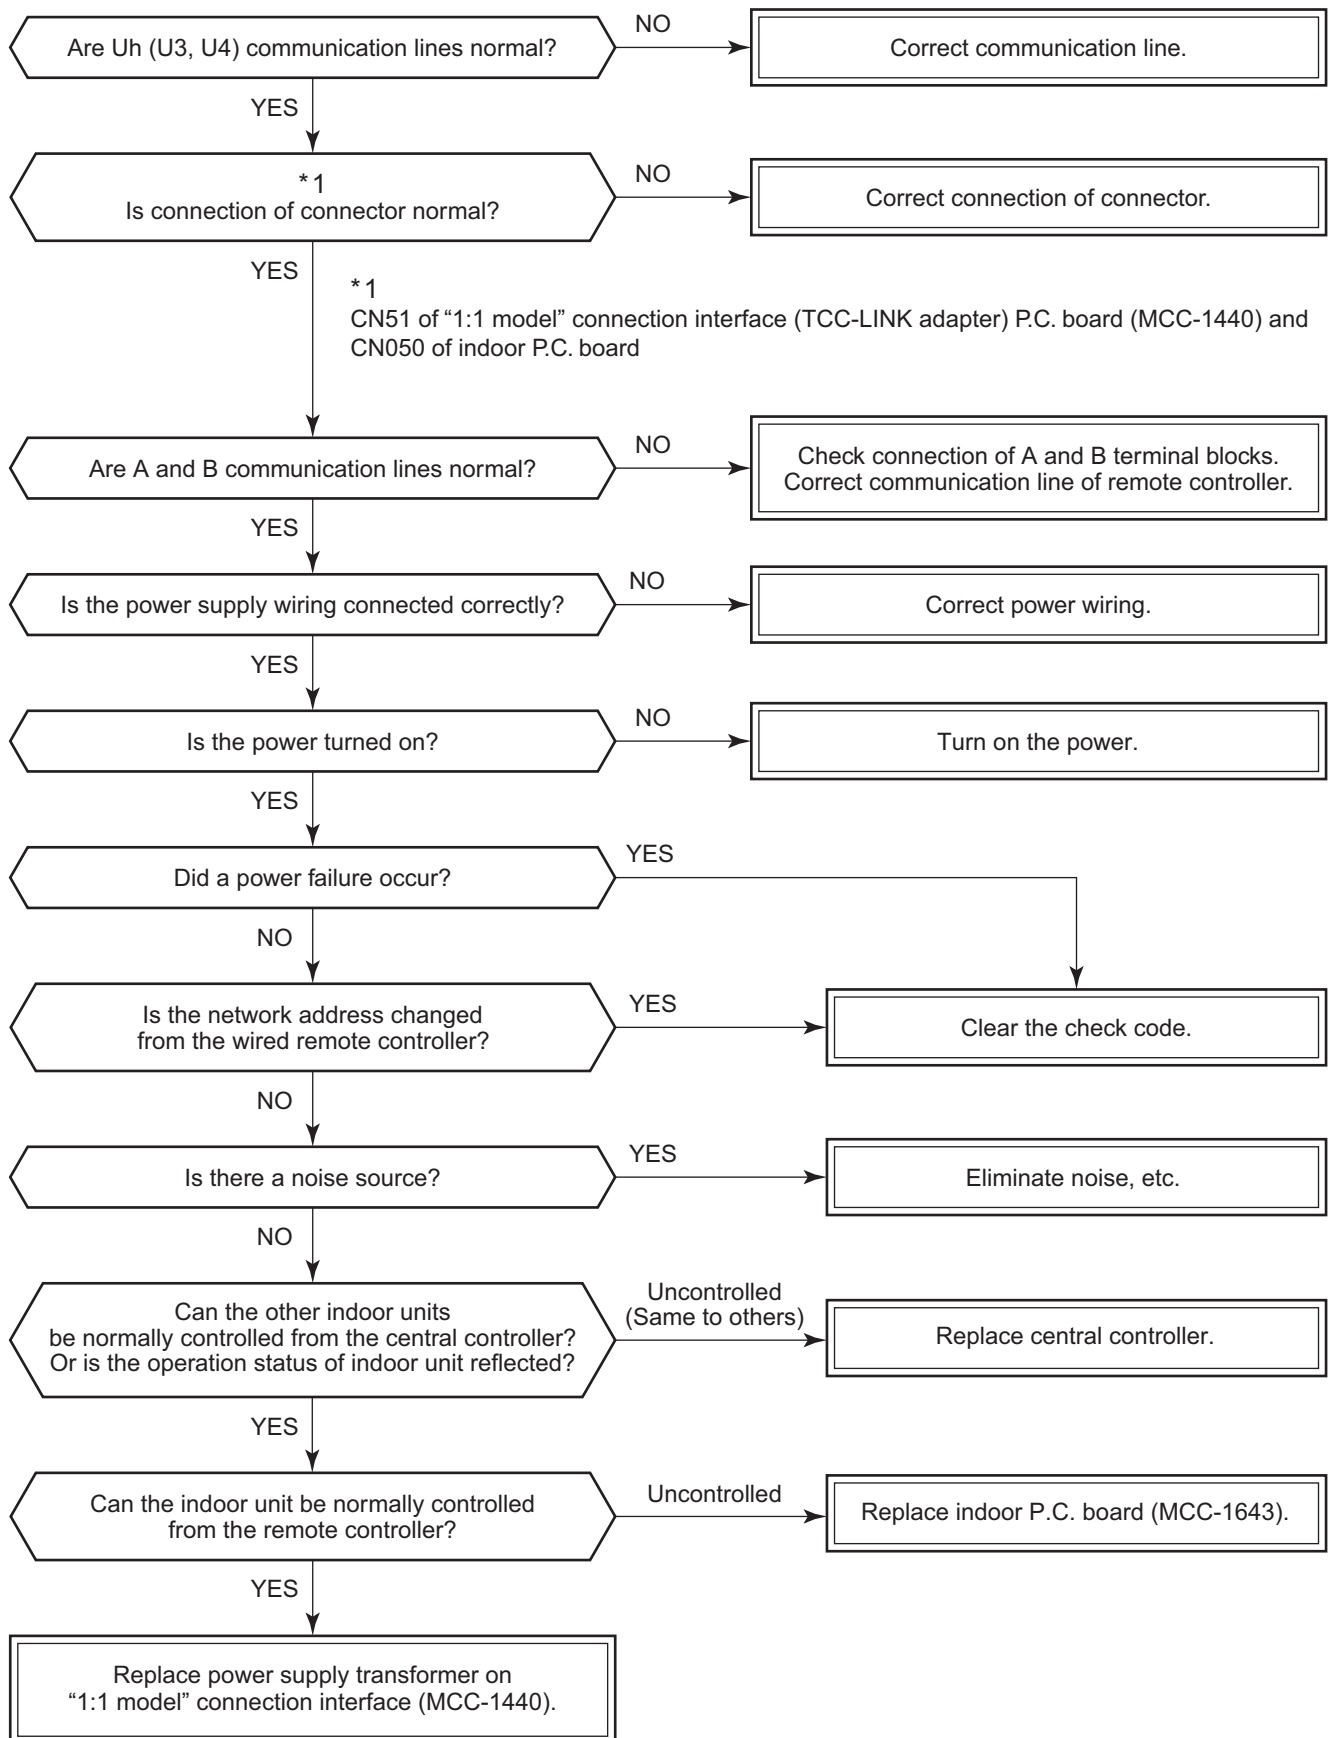 Are Uh (U3, U4) communication lines normal?
NO
Correct communication line.
YES
*1
Is connection of connector normal?
NO
Correct connection of connector.
YES
*1
CN51 of “1:1 model” connection interface (TCC-LINK adapter) P.C. board (MCC-1440) and
CN050 of indoor P.C. board
Are A and B communication lines normal?
NO
Check connection of A and B terminal blocks.
Correct communication line of remote controller.
YES
Is the power supply wiring connected correctly?
NO
Correct power wiring.
YES
Is the power turned on?
NO
Turn on the power.
YES
Did a power failure occur?
YES
NO
Is the network address changed
from the wired remote controller?
YES
Clear the check code.
NO
Is there a noise source?
YES
Eliminate noise, etc.
NO
Can the other indoor units
be normally controlled from the central controller?
Or is the operation status of indoor unit reflected?
Uncontrolled
(Same to others)
Replace central controller.
YES
Can the indoor unit be normally controlled
from the remote controller?
Uncontrolled
Replace indoor P.C. board (MCC-1643).
YES
Replace power supply transformer on
“1:1 model” connection interface (MCC-1440).